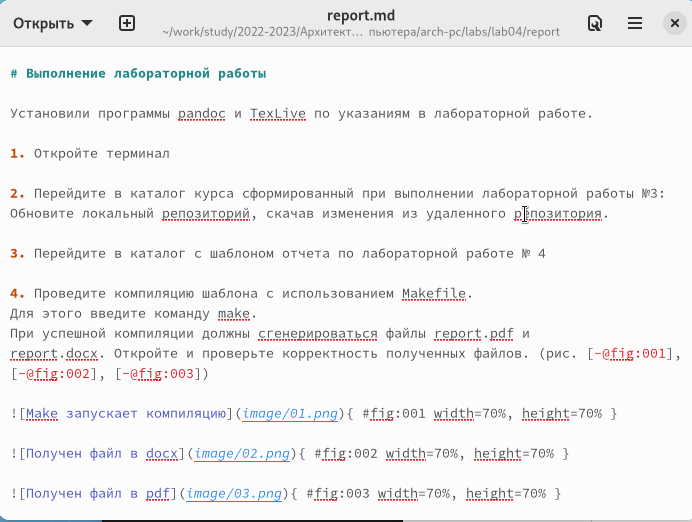 Открыть
report.md
~/work/study/2022-2023/Архитект… пьютера/arch-pc/labs/lab04/report
# Выполнение лабораторной работы
Установили программы pandoc и TexLive по указаниям в лабораторной работе.
1. Откройте терминал
2. Перейдите в каталог курса сформированный при выполнении лабораторной работы №3:
Обновите локальный репозиторий, скачав изменения из удаленного репозитория.
3. Перейдите в каталог с шаблоном отчета по лабораторной работе № 4
4. Проведите компиляцию шаблона с использованием Makefile.
Для этого введите команду make.
При успешной компиляции должны сгенерироваться файлы report.pdf и
report.docx. Откройте и проверьте корректность полученных файлов. (рис. [-@fig:001],
[-@fig:002], [-@fig:003])
![Make запускает компиляцию](image/01.png){ #fig:001 width=70%, height=70% }
![Получен файл в docx](image/02.png){ #fig:002 width=70%, height=70% }
![Получен файл в pdf](image/03.png){ #fig:003 width=70%, height=70% }